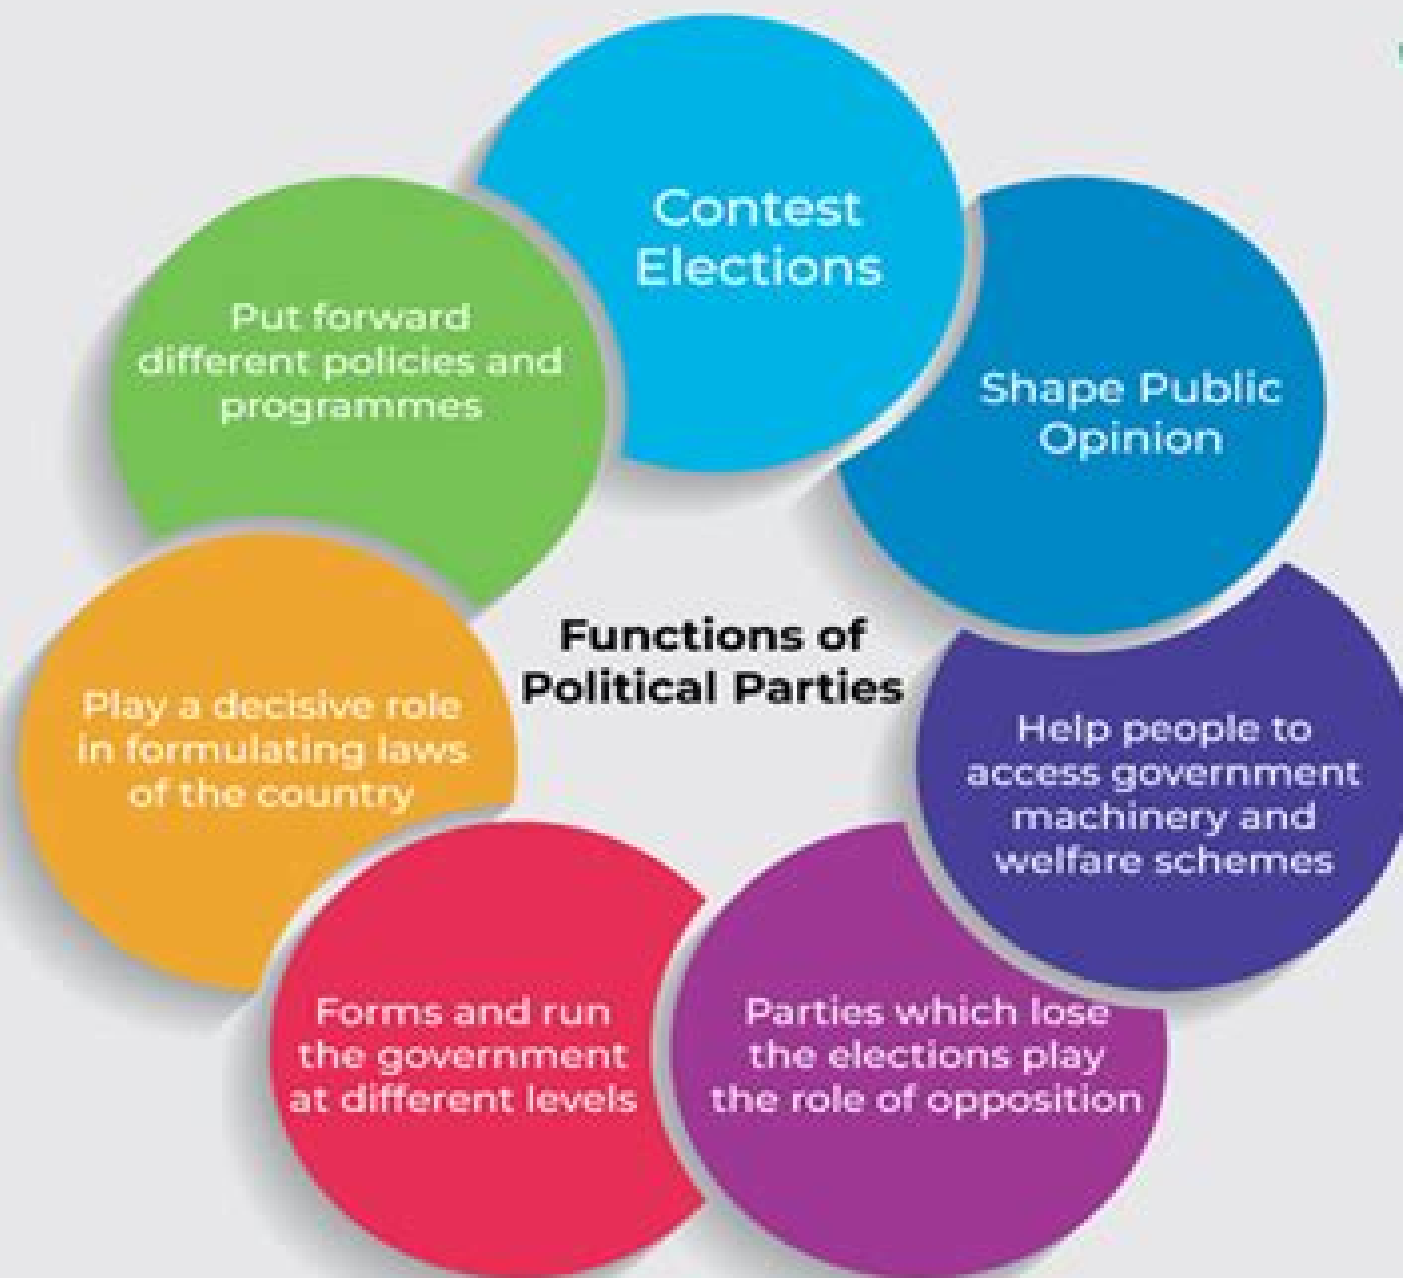 Contest
Elections
Shape Public
Opinion
Help people to
access government
machinery and
welfare schemes
Parties which lose
the elections play
the role of opposition
Forms and run
the government
at different levels
Play a decisive role
in formulating laws
of the country
Put forward
different policies and
programmes
Functions of
Political Parties